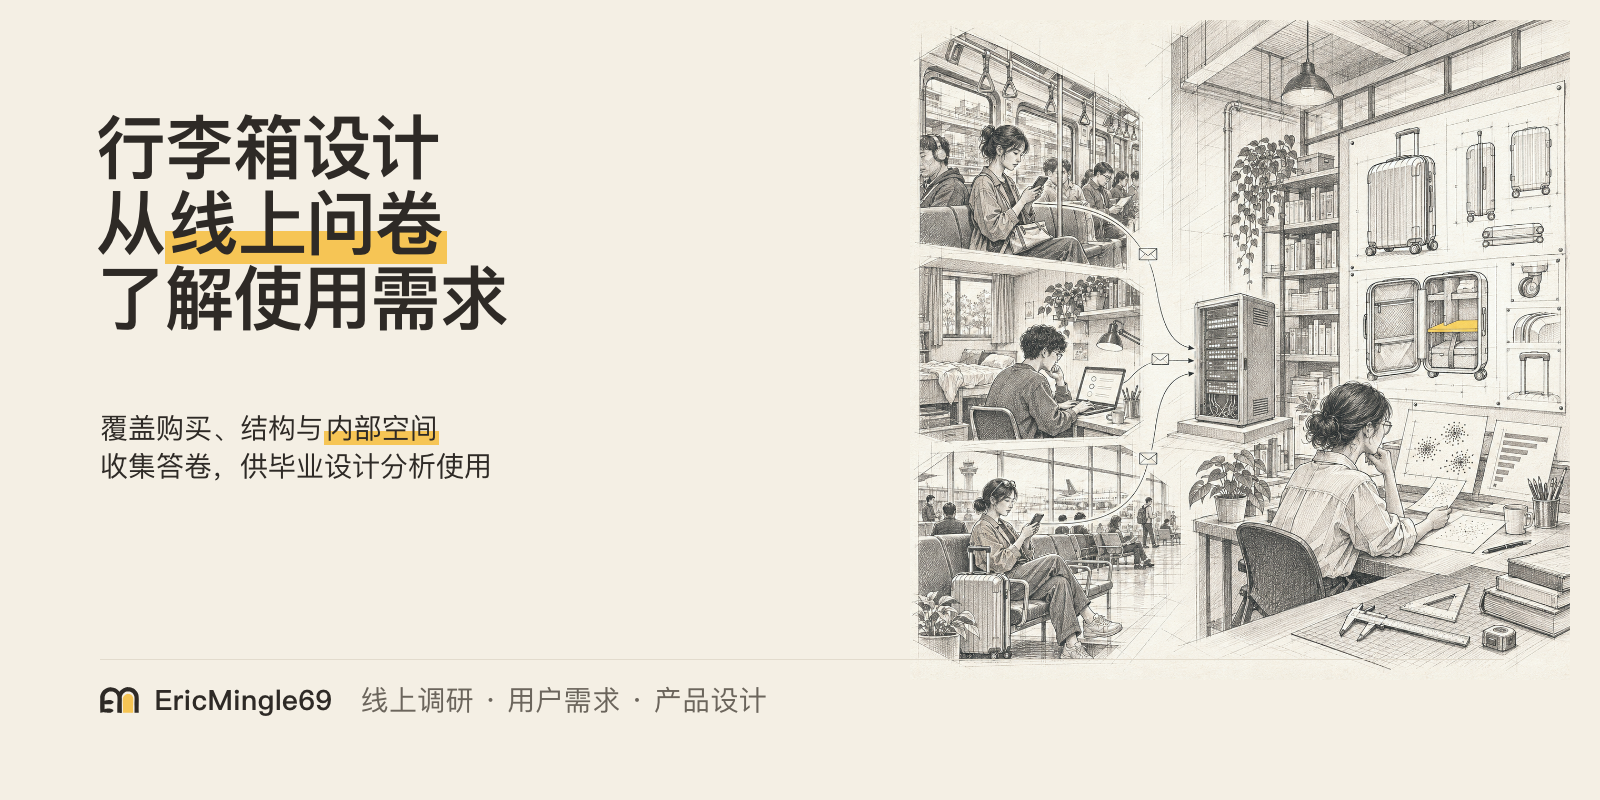 行李箱设计
从线上问卷
了解使用需求
覆盖购买、结构与内部空间
收集答卷，供毕业设计分析使用
EricMingle69 线上调研 · 用户需求 · 产品设计